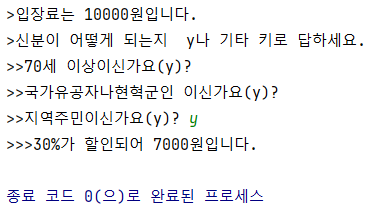 >입장료는 10000원입니다.
>신분이 어떻게 되는지  y나 기타 키로 답하세요.
>>70세 이상이신가요(y)?
>>국가유공자나현혁군인 이신가요(y)?
>>지역주민이신가요(y)? y
>>>30%가 할인되어 7000원입니다.
종료 코드 0(으)로 완료된 프로세스